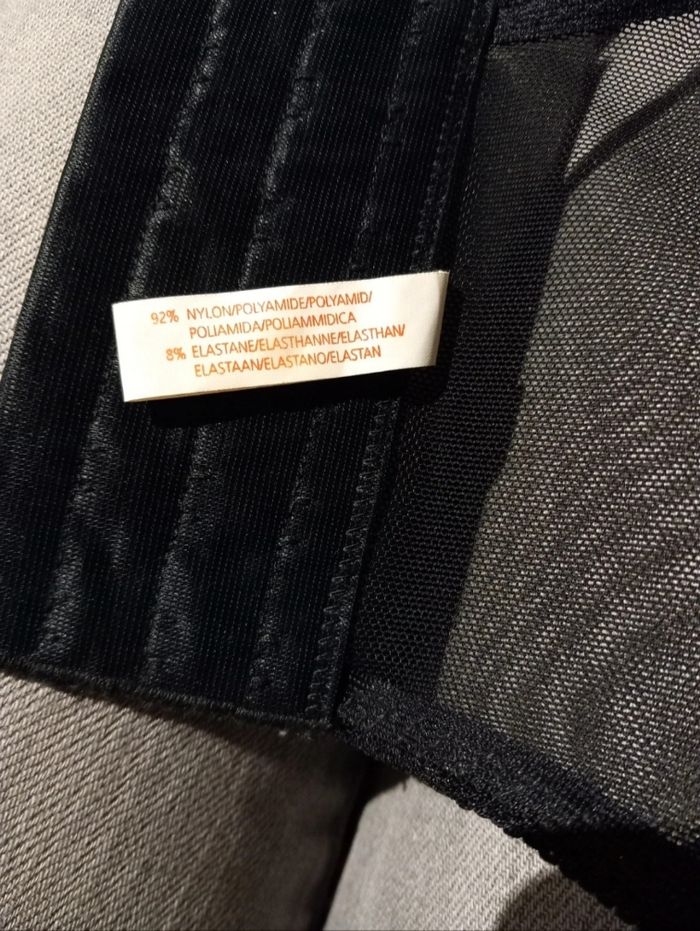 92% NYLON/POLYAMIDE/POLYAMID/
POLIAMIDA/POLIAMMIDICA
8% ELASTANE/ELASTHANNE/ELASTHAN/
ELASTAAN/ELASTANO/ELASTAN